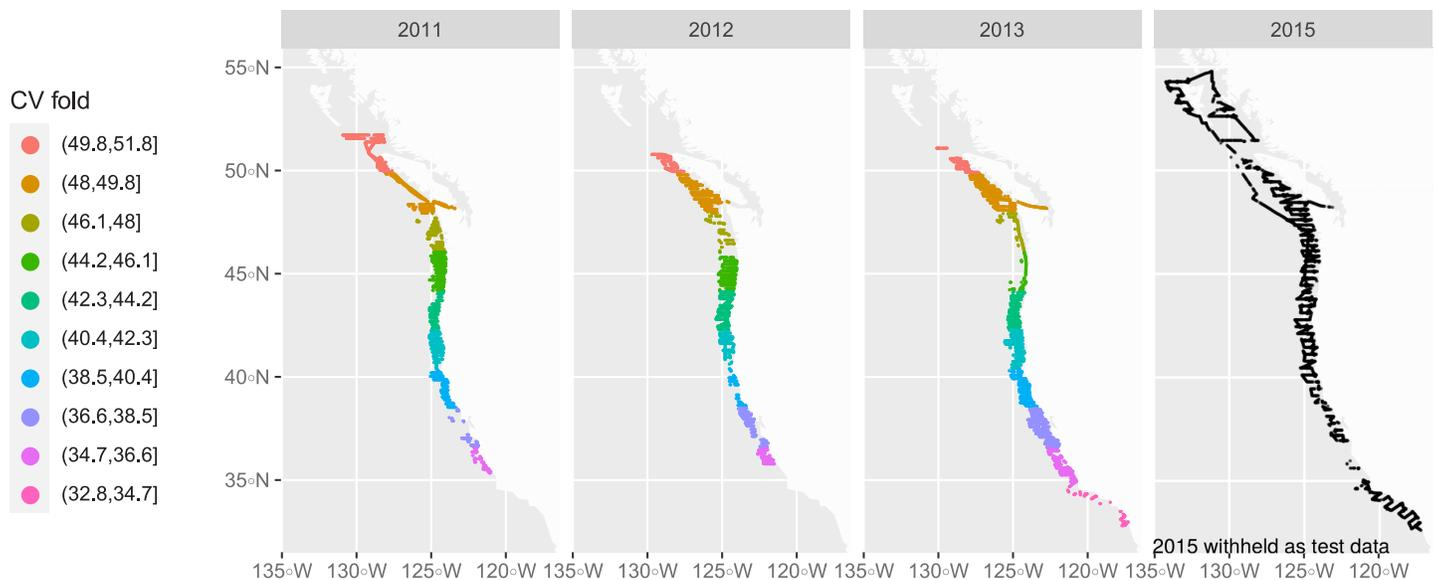 2011 2012 2013 2015
CV fold
(49.8,51.8]
(48,49.8]
(46.1,48]
(44.2,46.1]
(42.3,44.2]
(40.4,42.3]
(38.5,40.4]
(36.6,38.5]
(34.7,36.6]
(32.8,34.7]
55◦N
50◦N
45◦N
40◦N
35◦N
2015 withheld as test data
135◦W 130◦W 125◦W 120◦W 135◦W 130◦W 125◦W 120◦W 135◦W 130◦W 125◦W 120◦W 135◦W 130◦W 125◦W 120◦W